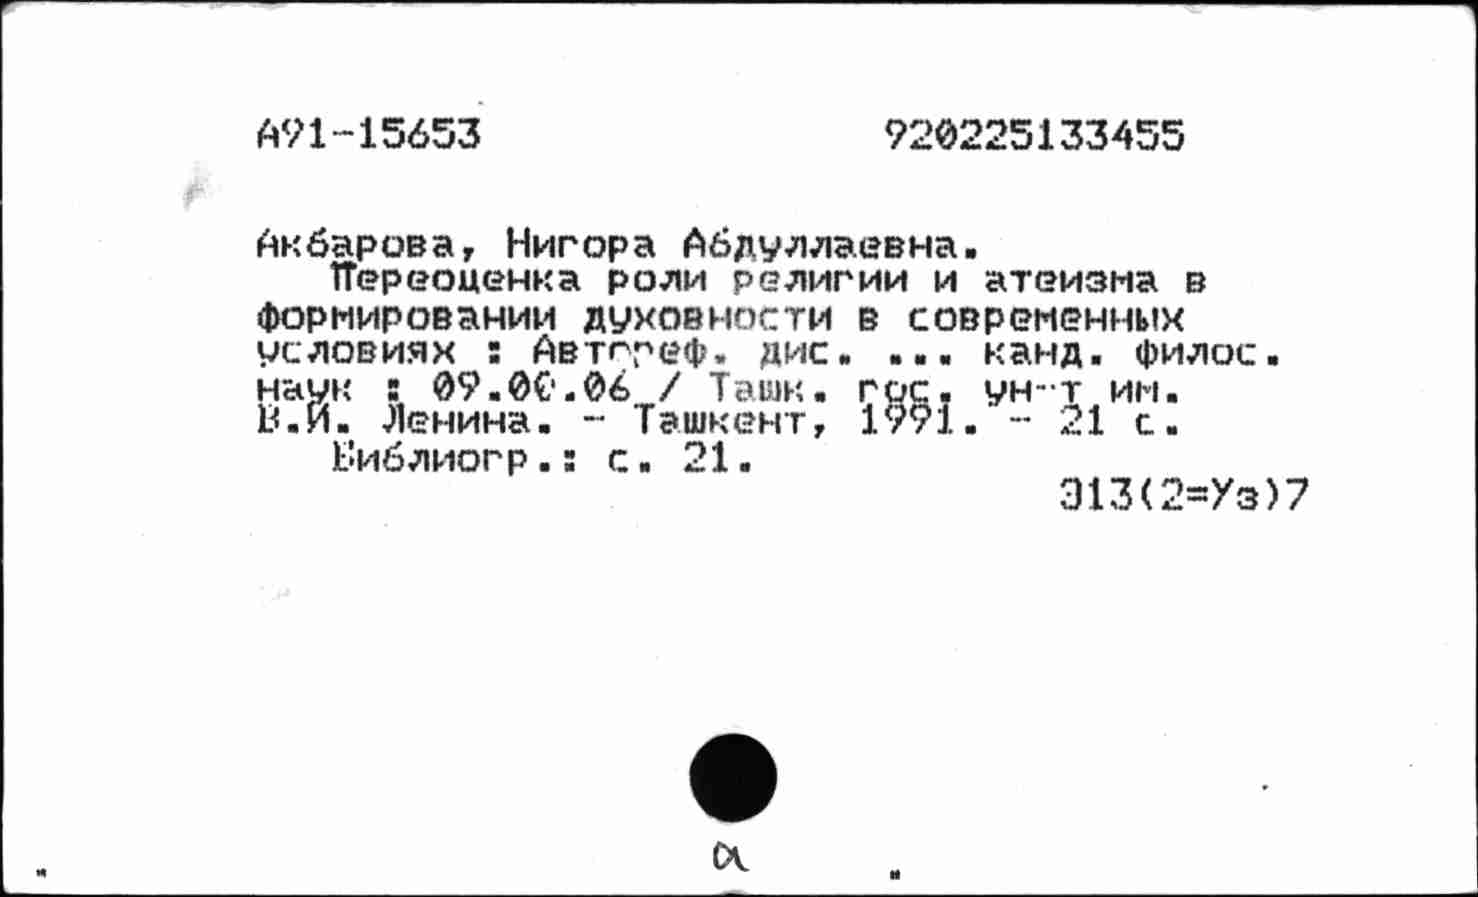 А91-15653 920225133455
Акбарова, Нигора Абдуллаевна.
Переоценка роли религии и атеизма в
формировании духовности в современных
условиях : Автореф. дис. ... канд. филос.
наук : 09.00.06 / Ташк. гос. ун-т им.
В.И. Ленина. - Ташкент, 1991. - 21 с.
Библиогр.: с. 21.
Э13(2=Уз)7
а